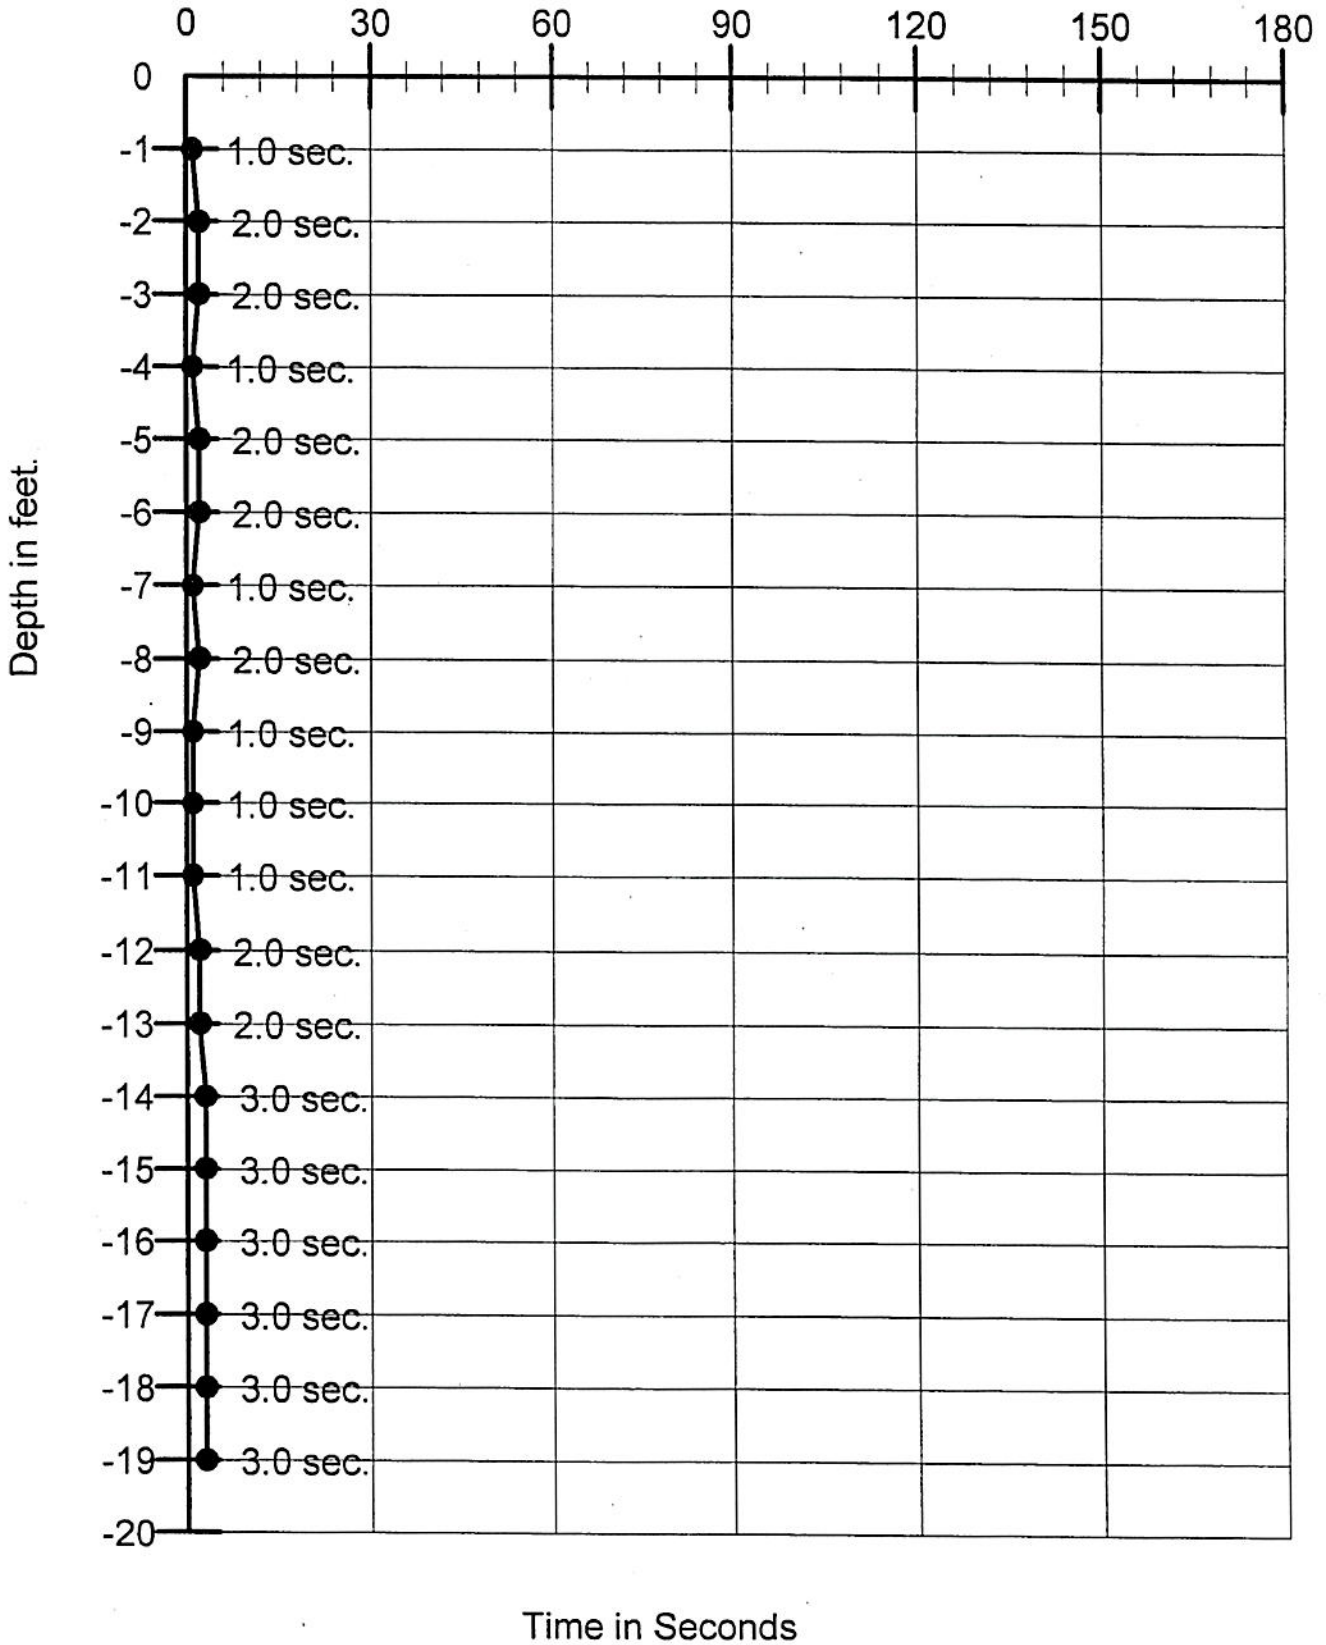 0 30 60 90 120 150 180
0
-1 1.0 sec.
-2 2.0 sec.
-3 2.0 sec.
-4 1.0 sec.
-5 2.0 sec.
-6 2.0 sec.
-7 1.0 sec.
-8 2.0 sec.
-9 1.0 sec.
-10 1.0 sec.
-11 1.0 sec.
-12 2.0 sec.
-13 2.0 sec.
-14 3.0 sec.
-15 3.0 sec.
-16 3.0 sec.
-17 3.0 sec.
-18 3.0 sec.
-19 3.0 sec.
-20
Depth in feet.
Time in Seconds